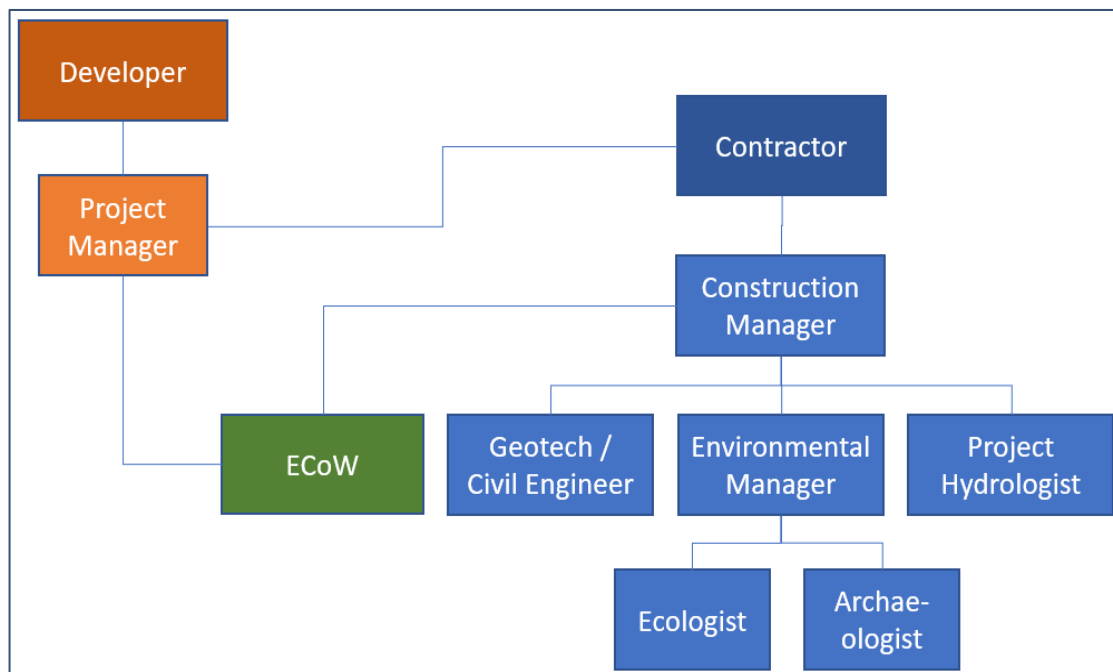 Developer
Contractor
Project
Manager
Construction
Manager
ECoW
Geotech /
Civil Engineer
Environmental
Manager
Project
Hydrologist
Ecologist
Archae-
ologist